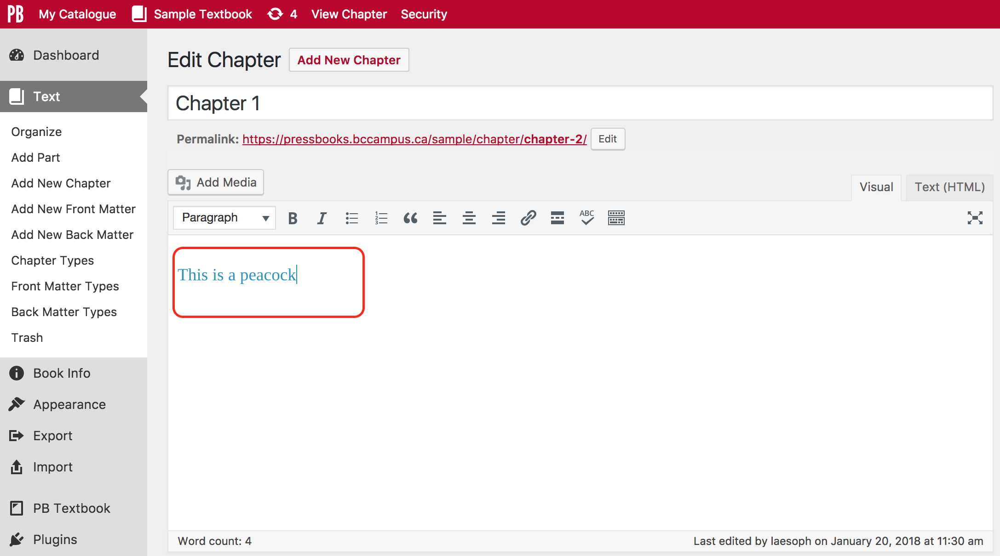 PB My Catalogue Sample Textbook 4 View Chapter Security
Dashboard
Text
Organize
Add Part
Add New Chapter
Add New Front Matter
Add New Back Matter
Chapter Types
Front Matter Types
Back Matter Types
Trash
Book Info
Appearance
Export
Import
PB Textbook
Plugins
Edit Chapter Add New Chapter
Chapter 1
Permalink: https://pressbooks.bccampus.ca/sample/chapter/chapter-2/ Edit
Add Media Visual Text (HTML)
Paragraph B I 1 2 3 “ ABC
This is a peacock
Word count: 4 Last edited by laesoph on January 20, 2018 at 11:30 am